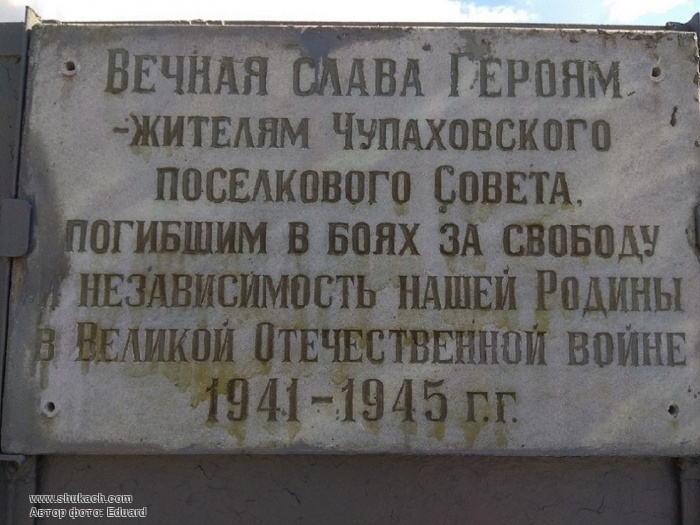 Вечная слава Героям
-жителям Чупаховского
поселкового Совета,
погибшим в боях за свободу
и независимость нашей Родины
в Великой Отечественной войне
1941-1945 г.г.
www.shukach.com
Автор фото: Eduard